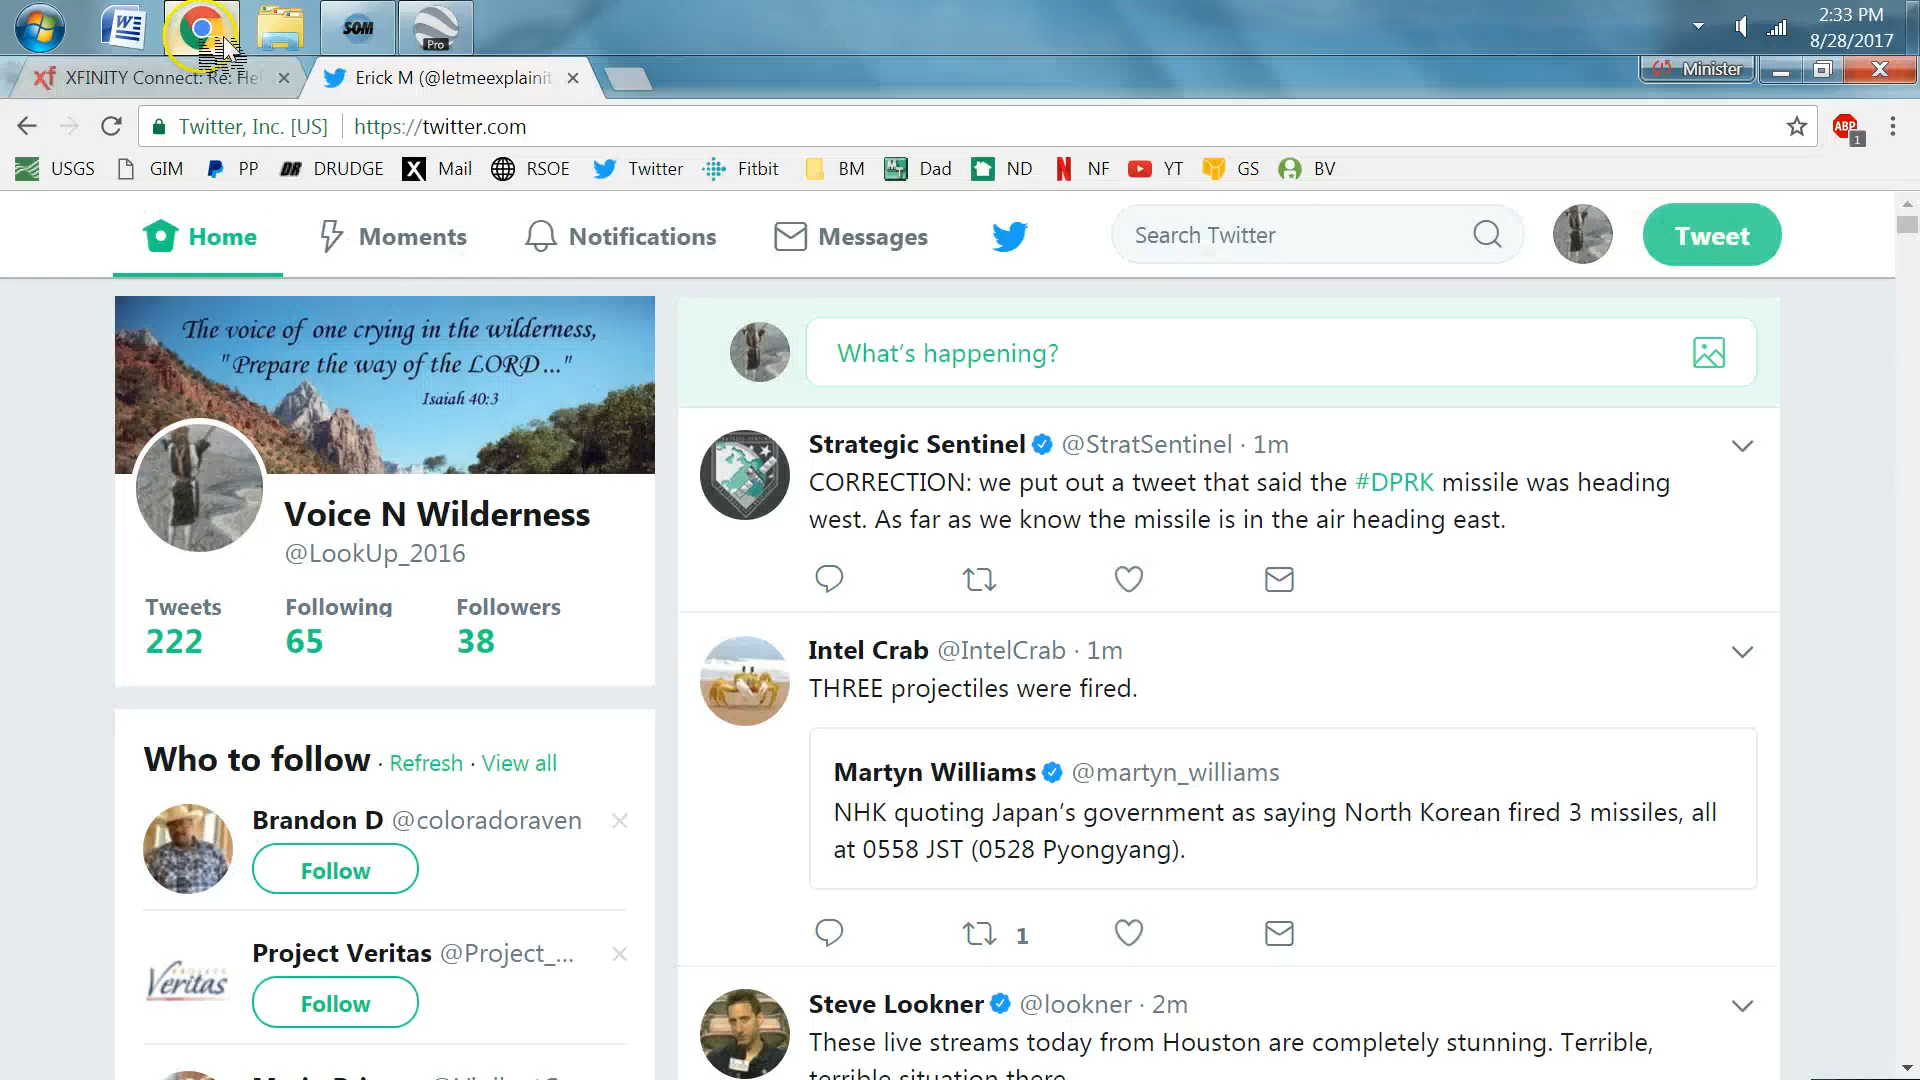 Pro
SOM
2:33 PM
8/28/2017
XFINITY Connect: Re: He
Erick M (@letmeexplainit
Minister
Twitter, Inc. [US]
https://twitter.com
ABP
1
USGS GIM PP DRUDGE Mail RSOE Twitter Fitbit BM Dad ND NF YT GS BV
Home Moments Notifications Messages
Search Twitter
Tweet
The voice of one crying in the wilderness,
"Prepare the way of the LORD..."
Isaiah 40:3
Voice N Wilderness
@LookUp_2016
Tweets Following Followers
222 65 38
Who to follow · Refresh · View all
Brandon D @coloradoraven
Follow
Project Veritas @Project_...
Veritas
Follow
What's happening?
Strategic Sentinel @StratSentinel · 1m
CORRECTION: we put out a tweet that said the #DPRK missile was heading
west. As far as we know the missile is in the air heading east.
Intel Crab @IntelCrab · 1m
THREE projectiles were fired.
Martyn Williams @martyn_williams
NHK quoting Japan's government as saying North Korean fired 3 missiles, all
at 0558 JST (0528 Pyongyang).
1
Steve Lookner @lookner · 2m
These live streams today from Houston are completely stunning. Terrible,
terrible situation there